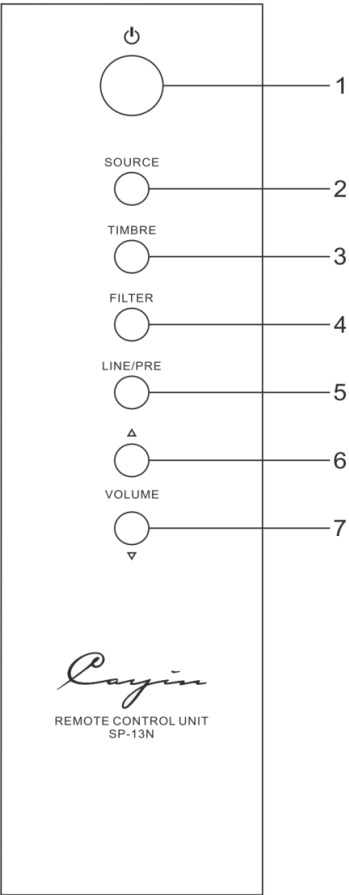 1
SOURCE
2
TIMBRE
3
FILTER
4
LINE/PRE
5
6
VOLUME
7
Cayin
REMOTE CONTROL UNIT
SP-13N